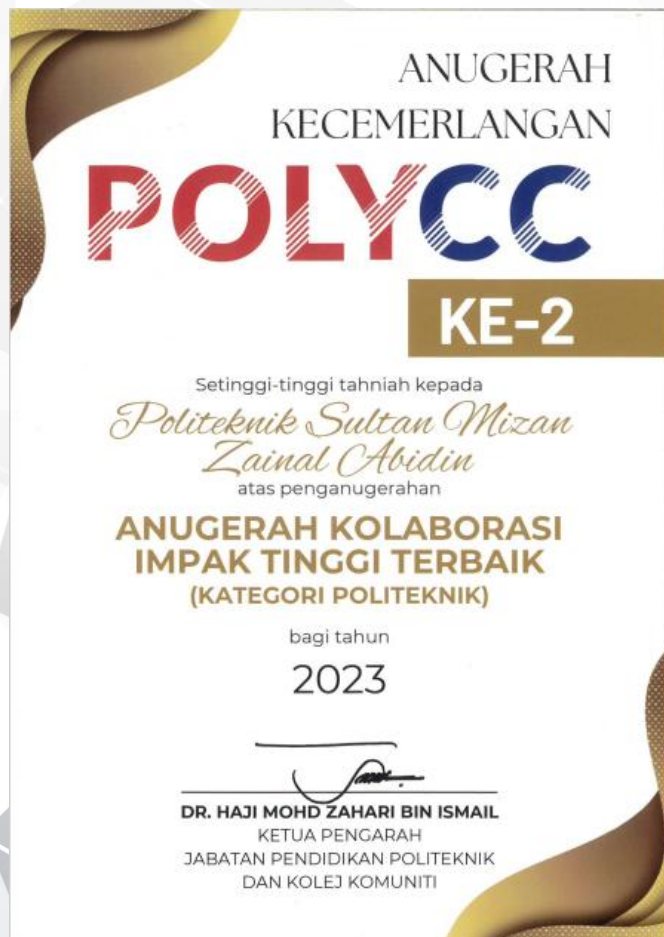 ANUGERAH
KECEMERLANGAN
POLYCC
KE-2
Setinggi-tinggi tahniah kepada
Politeknik Sultan Mizan
Zainal Abidin
atas penganugerahan
ANUGERAH KOLABORASI
IMPAK TINGGI TERBAIK
(KATEGORI POLITEKNIK)
bagi tahun
2023
DR. HAJI MOHD ZAHARI BIN ISMAIL
KETUA PENGARAH
JABATAN PENDIDIKAN POLITEKNIK
DAN KOLEJ KOMUNITI